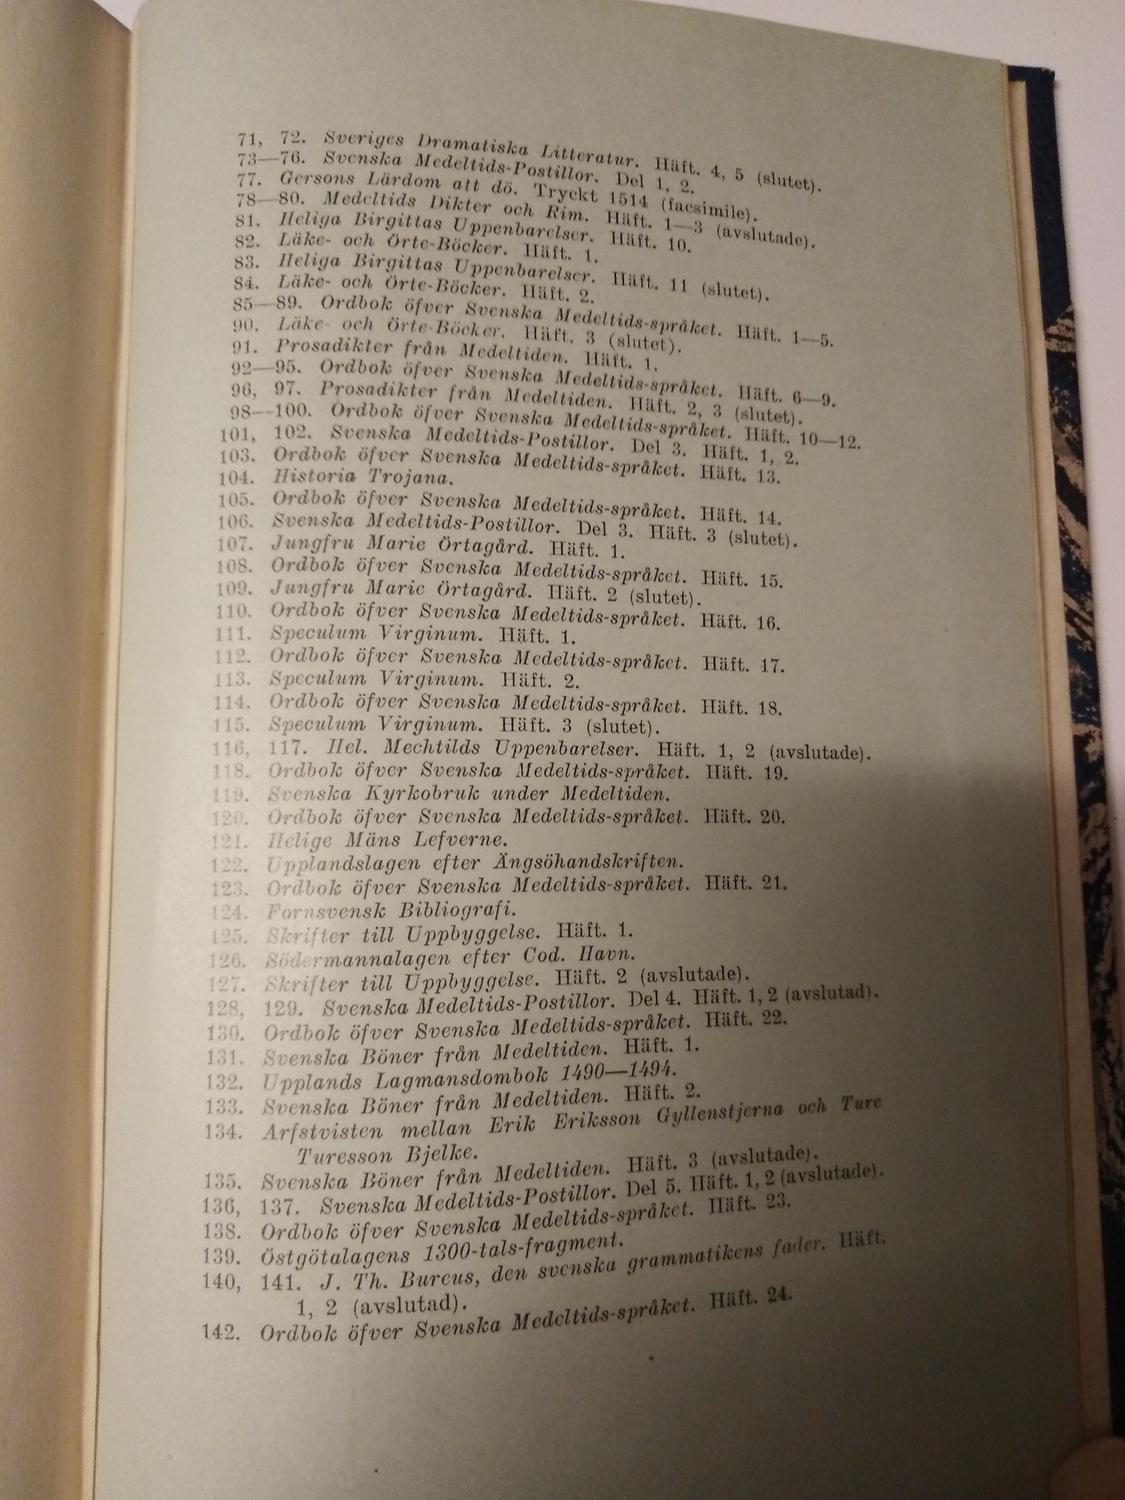 71, 72. Sveriges Dramatiska Litteratur. Häft. 4, 5 (slutet).
73—76. Svenska Medeltids-Postillor. Del 1, 2.
77. Gersons Lärdom att dö. Tryckt 1514 (facsimile).
78—80. Medeltids Dikter och Rim. Häft. 1—3 (avslutade).
81. Heliga Birgittas Uppenbarelser. Häft. 10.
82. Läke- och Örte-Böcker. Häft. 1.
83. Heliga Birgittas Uppenbarelser. Häft. 11 (slutet).
84. Läke- och Örte-Böcker. Häft. 2.
85—89. Ordbok öfver Svenska Medeltids-språket. Häft. 1—5.
90. Läke- och Örte-Böcker. Häft. 3 (slutet).
91. Prosadikter från Medeltiden. Häft. 1.
92—95. Ordbok öfver Svenska Medeltids-språket. Häft. 6—9.
96, 97. Prosadikter från Medeltiden. Häft. 2, 3 (slutet).
98—100. Ordbok öfver Svenska Medeltids-språket. Häft. 10—12.
101, 102. Svenska Medeltids-Postillor. Del 3. Häft. 1, 2.
103. Ordbok öfver Svenska Medeltids-språket. Häft. 13.
104. Historia Trojana.
105. Ordbok öfver Svenska Medeltids-språket. Häft. 14.
106. Svenska Medeltids-Postillor. Del 3. Häft. 3 (slutet).
107. Jungfru Marie Örtagård. Häft. 1.
108. Ordbok öfver Svenska Medeltids-språket. Häft. 15.
109. Jungfru Marie Örtagård. Häft. 2 (slutet).
110. Ordbok öfver Svenska Medeltids-språket. Häft. 16.
111. Speculum Virginum. Häft. 1.
112. Ordbok öfver Svenska Medeltids-språket. Häft. 17.
113. Speculum Virginum. Häft. 2.
114. Ordbok öfver Svenska Medeltids-språket. Häft. 18.
115. Speculum Virginum. Häft. 3 (slutet).
116, 117. Hel. Mechtilds Uppenbarelser. Häft. 1, 2 (avslutade).
118. Ordbok öfver Svenska Medeltids-språket. Häft. 19.
119. Svenska Kyrkobruk under Medeltiden.
120. Ordbok öfver Svenska Medeltids-språket. Häft. 20.
121. Helige Mäns Lefverne.
122. Upplandslagen efter Ängsöhandskriften.
123. Ordbok öfver Svenska Medeltids-språket. Häft. 21.
124. Fornsvensk Bibliografi.
125. Skrifter till Uppbyggelse. Häft. 1.
126. Södermannalagen efter Cod. Havn.
127. Skrifter till Uppbyggelse. Häft. 2 (avslutade).
128, 129. Svenska Medeltids-Postillor. Del 4. Häft. 1, 2 (avslutad).
130. Ordbok öfver Svenska Medeltids-språket. Häft. 22.
131. Svenska Böner från Medeltiden. Häft. 1.
132. Upplands Lagmansdombok 1490—1494.
133. Svenska Böner från Medeltiden. Häft. 2.
134. Arfstvisten mellan Erik Eriksson Gyllenstjerna och Ture
Turesson Bjelke.
135. Svenska Böner från Medeltiden. Häft. 3 (avslutade).
136, 137. Svenska Medeltids-Postillor. Del 5. Häft. 1, 2 (avslutade).
138. Ordbok öfver Svenska Medeltids-språket. Häft. 23.
139. Östgötalagens 1300-tals-fragment.
140, 141. J. Th. Bureus, den svenska grammatikens fader. Häft.
1, 2 (avslutad).
142. Ordbok öfver Svenska Medeltids-språket. Häft. 24.